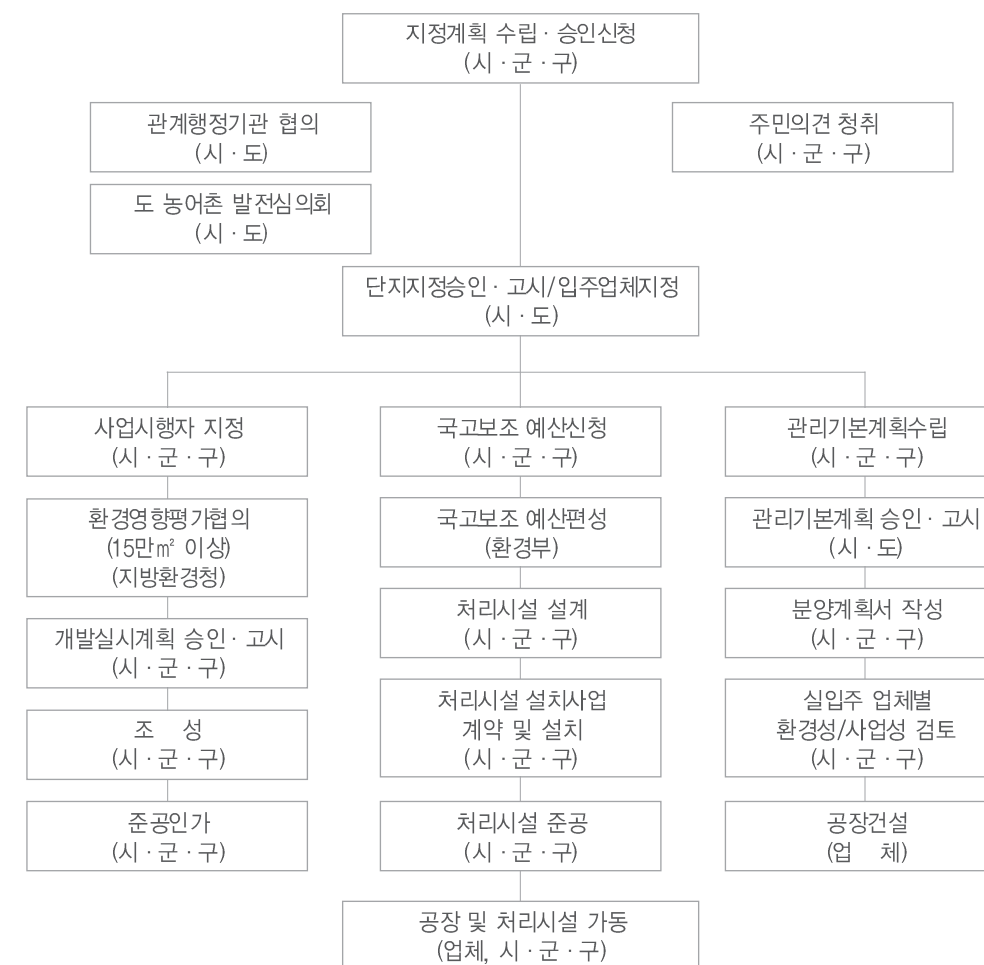 지정계획 수립 · 승인신청
(시 · 군 · 구)
관계행정기관 협의
(시 · 도)
주민의견 청취
(시 · 군 · 구)
도 농어촌 발전심의회
(시 · 도)
단지지정승인 · 고시/입주업체지정
(시 · 도)
사업시행자 지정
(시 · 군 · 구)
환경영향평가협의
(15만㎡ 이상)
(지방환경청)
개발실시계획 승인 · 고시
(시 · 군 · 구)
조 성
(시 · 군 · 구)
준공인가
(시 · 군 · 구)
국고보조 예산신청
(시 · 군 · 구)
국고보조 예산편성
(환경부)
처리시설 설계
(시 · 군 · 구)
처리시설 설치사업
계약 및 설치
(시 · 군 · 구)
처리시설 준공
(시 · 군 · 구)
관리기본계획수립
(시 · 군 · 구)
관리기본계획 승인 · 고시
(시 · 도)
분양계획서 작성
(시 · 군 · 구)
실입주 업체별
환경성/사업성 검토
(시 · 군 · 구)
공장건설
(업 체)
공장 및 처리시설 가동
(업체, 시 · 군 · 구)